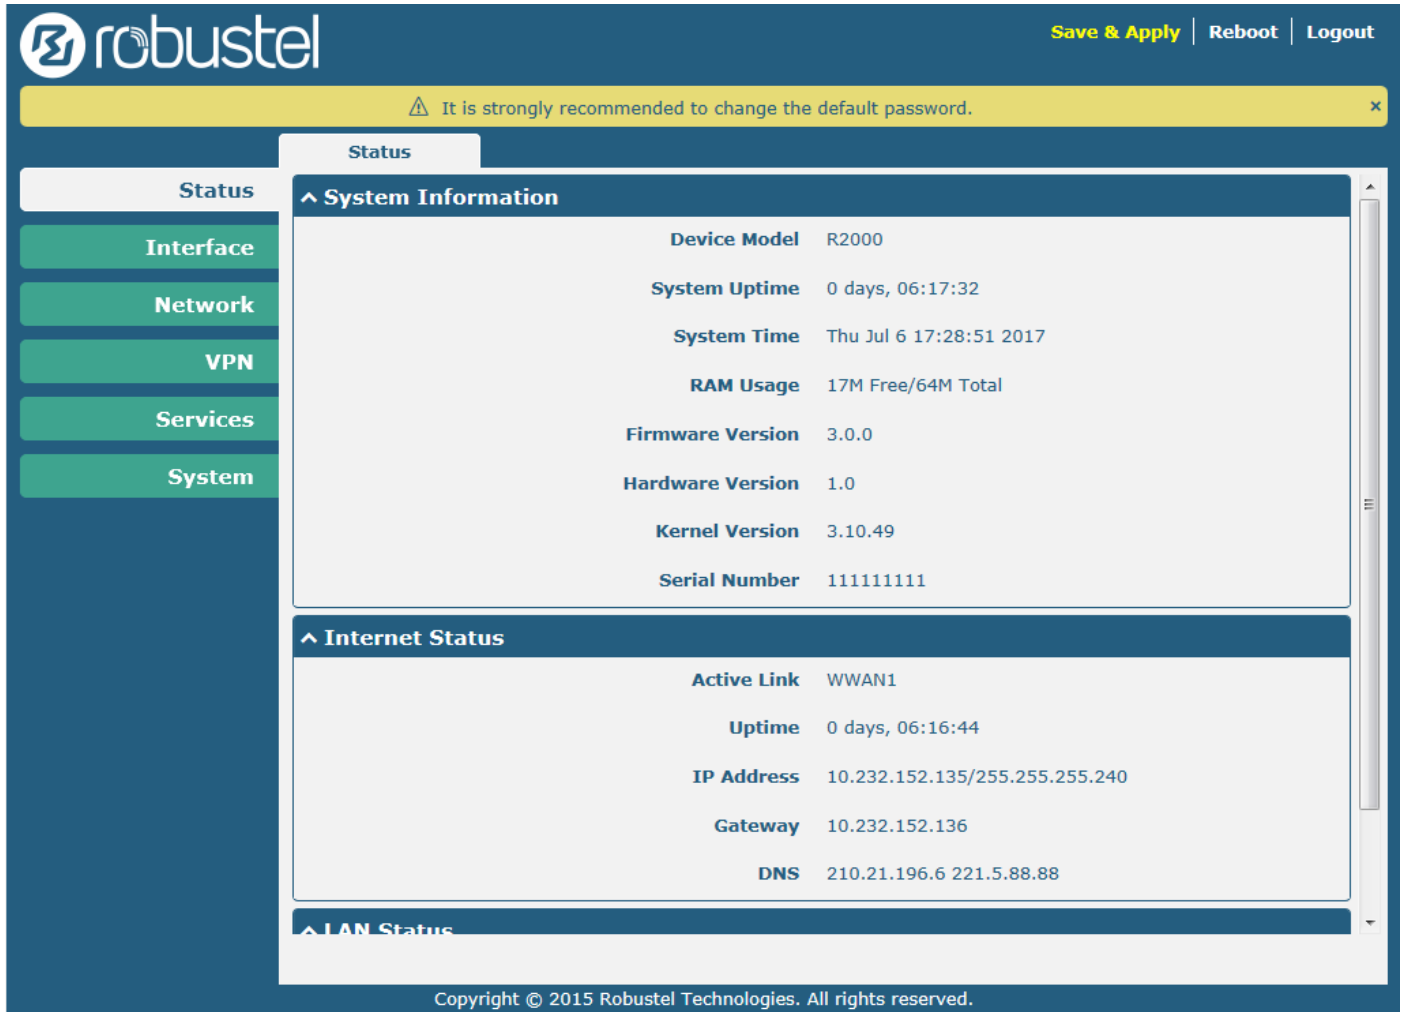 robustel
Save & Apply Reboot Logout
It is strongly recommended to change the default password. ×
Status
Status
Interface
Network
VPN
Services
System
System Information
Device Model R2000
System Uptime 0 days, 06:17:32
System Time Thu Jul 6 17:28:51 2017
RAM Usage 17M Free/64M Total
Firmware Version 3.0.0
Hardware Version 1.0
Kernel Version 3.10.49
Serial Number 111111111
Internet Status
Active Link WWAN1
Uptime 0 days, 06:16:44
IP Address 10.232.152.135/255.255.255.240
Gateway 10.232.152.136
DNS 210.21.196.6 221.5.88.88
LAN Status
Copyright © 2015 Robustel Technologies. All rights reserved.